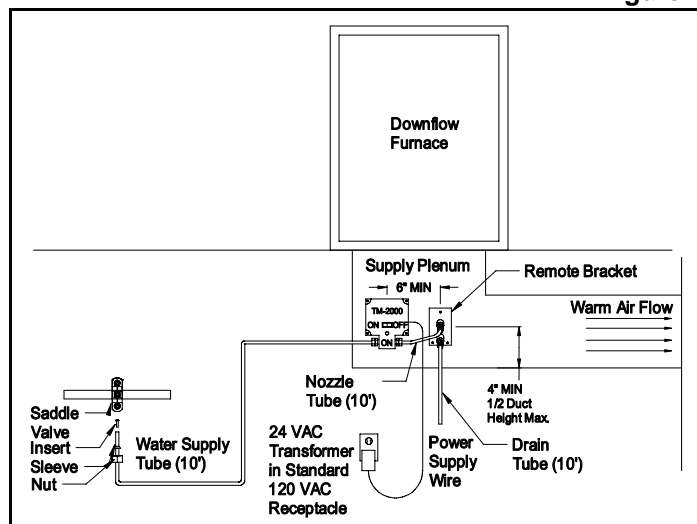 Downflow
Furnace
Supply Plenum
6" MIN
Remote Bracket
TM-2000
ON OFF
ON
Warm Air Flow
Nozzle
Tube (10')
4" MIN
1/2 Duct
Height Max.
Saddle
Valve
Insert
Sleeve
Nut
Water Supply
Tube (10')
24 VAC
Transformer
in Standard
120 VAC
Receptacle
Power
Supply
Wire
Drain
Tube (10')